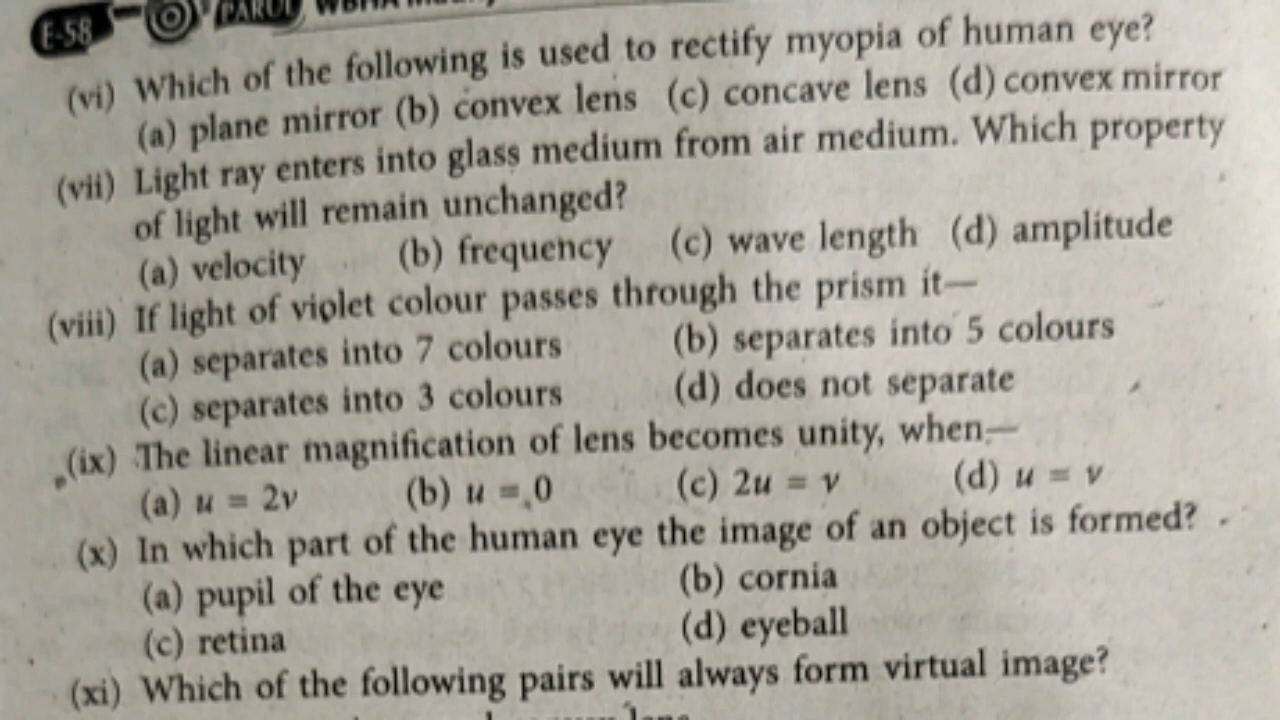 E-58 PARUL
(vi) Which of the following is used to rectify myopia of human eye?
(a) plane mirror (b) convex lens (c) concave lens (d) convex mirror
(vii) Light ray enters into glass medium from air medium. Which property
of light will remain unchanged?
(a) velocity (b) frequency (c) wave length (d) amplitude
(viii) If light of violet colour passes through the prism it—
(a) separates into 7 colours (b) separates into 5 colours
(c) separates into 3 colours (d) does not separate
(ix) The linear magnification of lens becomes unity, when—
(a) u = 2v (b) u = 0 (c) 2u = v (d) u = v
(x) In which part of the human eye the image of an object is formed?
(a) pupil of the eye (b) cornia
(c) retina (d) eyeball
(xi) Which of the following pairs will always form virtual image?